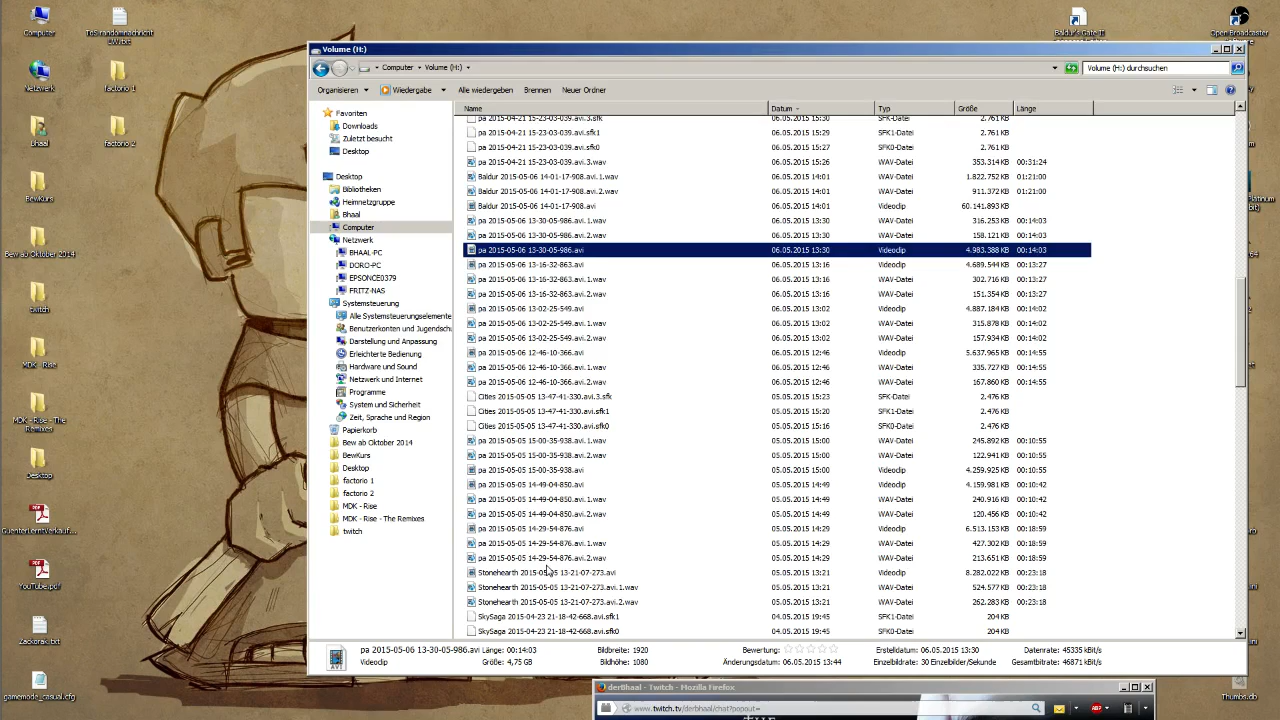 Computer
ToS randomnachricht
LW.txt
Baldur's Gate II
Open Broadcaster
Software
Netzwerk
factorio 1
Bhaal
factorio 2
BewKurs
Bew ab Oktober 2014
twitch
MDK - Rise
MDK - Rise - The
Remixes
Desktop
GuenterLerntVerkauf...
YouTube.pdf
Zackorak.txt
gamemode_casual.cfg
Thumbs.db
Volume (H:)
Computer
Volume (H:)
Volume (H:) durchsuchen
Organisieren
Wiedergabe
Alle wiedergeben
Brennen
Neuer Ordner
Favoriten
Downloads
Zuletzt besucht
Desktop
Desktop
Bibliotheken
Heimnetzgruppe
Bhaal
Computer
Netzwerk
BHAAL-PC
DORO-PC
EPSONCE0379
FRITZ-NAS
Systemsteuerung
Alle Systemsteuerungselemente
Benutzerkonten und Jugendschu
Darstellung und Anpassung
Erleichterte Bedienung
Hardware und Sound
Netzwerk und Internet
Programme
System und Sicherheit
Zeit, Sprache und Region
Papierkorb
Bew ab Oktober 2014
BewKurs
Desktop
factorio 1
factorio 2
MDK - Rise
MDK - Rise - The Remixes
twitch
Name Datum Typ Größe Länge
pa 2015-04-21 15-23-03-039.avi.3.sfk 06.05.2015 15:30 SFK-Datei 2.761 KB
pa 2015-04-21 15-23-03-039.avi.sfk1 06.05.2015 15:29 SFK1-Datei 2.761 KB
pa 2015-04-21 15-23-03-039.avi.sfk0 06.05.2015 15:27 SFK0-Datei 2.761 KB
pa 2015-04-21 15-23-03-039.avi.3.wav 06.05.2015 15:26 WAV-Datei 353.314 KB 00:31:24
Baldur 2015-05-06 14-01-17-908.avi.1.wav 06.05.2015 14:01 WAV-Datei 1.822.752 KB 01:21:00
Baldur 2015-05-06 14-01-17-908.avi.2.wav 06.05.2015 14:01 WAV-Datei 911.372 KB 01:21:00
Baldur 2015-05-06 14-01-17-908.avi 06.05.2015 14:01 Videoclip 60.141.893 KB
pa 2015-05-06 13-30-05-986.avi.1.wav 06.05.2015 13:30 WAV-Datei 316.253 KB 00:14:03
pa 2015-05-06 13-30-05-986.avi.2.wav 06.05.2015 13:30 WAV-Datei 158.121 KB 00:14:03
pa 2015-05-06 13-30-05-986.avi 06.05.2015 13:30 Videoclip 4.983.388 KB 00:14:03
pa 2015-05-06 13-16-32-863.avi 06.05.2015 13:16 Videoclip 4.689.544 KB 00:13:27
pa 2015-05-06 13-16-32-863.avi.1.wav 06.05.2015 13:16 WAV-Datei 302.716 KB 00:13:27
pa 2015-05-06 13-16-32-863.avi.2.wav 06.05.2015 13:16 WAV-Datei 151.354 KB 00:13:27
pa 2015-05-06 13-02-25-549.avi 06.05.2015 13:02 Videoclip 4.887.184 KB 00:14:02
pa 2015-05-06 13-02-25-549.avi.1.wav 06.05.2015 13:02 WAV-Datei 315.878 KB 00:14:02
pa 2015-05-06 13-02-25-549.avi.2.wav 06.05.2015 13:02 WAV-Datei 157.934 KB 00:14:02
pa 2015-05-06 12-46-10-366.avi 06.05.2015 12:46 Videoclip 5.637.965 KB 00:14:55
pa 2015-05-06 12-46-10-366.avi.1.wav 06.05.2015 12:46 WAV-Datei 335.727 KB 00:14:55
pa 2015-05-06 12-46-10-366.avi.2.wav 06.05.2015 12:46 WAV-Datei 167.860 KB 00:14:55
Cities 2015-05-05 13-47-41-330.avi.3.sfk 05.05.2015 15:23 SFK-Datei 2.476 KB
Cities 2015-05-05 13-47-41-330.avi.sfk1 05.05.2015 15:20 SFK1-Datei 2.476 KB
Cities 2015-05-05 13-47-41-330.avi.sfk0 05.05.2015 15:16 SFK0-Datei 2.476 KB
pa 2015-05-05 15-00-35-938.avi.1.wav 05.05.2015 15:00 WAV-Datei 245.892 KB 00:10:55
pa 2015-05-05 15-00-35-938.avi.2.wav 05.05.2015 15:00 WAV-Datei 122.941 KB 00:10:55
pa 2015-05-05 15-00-35-938.avi 05.05.2015 15:00 Videoclip 4.259.925 KB 00:10:55
pa 2015-05-05 14-49-04-850.avi 05.05.2015 14:49 Videoclip 4.159.981 KB 00:10:42
pa 2015-05-05 14-49-04-850.avi.1.wav 05.05.2015 14:49 WAV-Datei 240.916 KB 00:10:42
pa 2015-05-05 14-49-04-850.avi.2.wav 05.05.2015 14:49 WAV-Datei 120.456 KB 00:10:42
pa 2015-05-05 14-29-54-876.avi 05.05.2015 14:29 Videoclip 6.513.153 KB 00:18:59
pa 2015-05-05 14-29-54-876.avi.1.wav 05.05.2015 14:29 WAV-Datei 427.302 KB 00:18:59
pa 2015-05-05 14-29-54-876.avi.2.wav 05.05.2015 14:29 WAV-Datei 213.651 KB 00:18:59
Stonehearth 2015-05-05 13-21-07-273.avi 05.05.2015 13:21 Videoclip 8.282.022 KB 00:23:18
Stonehearth 2015-05-05 13-21-07-273.avi.1.wav 05.05.2015 13:21 WAV-Datei 524.577 KB 00:23:18
Stonehearth 2015-05-05 13-21-07-273.avi.2.wav 05.05.2015 13:21 WAV-Datei 262.283 KB 00:23:18
SkySaga 2015-04-23 21-18-42-668.avi.sfk1 04.05.2015 19:45 SFK1-Datei 204 KB
SkySaga 2015-04-23 21-18-42-668.avi.sfk0 04.05.2015 19:45 SFK0-Datei 204 KB
pa 2015-05-06 13-30-05-986.avi Länge: 00:14:03 Bildbreite: 1920 Bewertung: Erstelldatum: 06.05.2015 13:30 Datenrate: 45335 kBit/s
Videoclip Größe: 4,75 GB Bildhöhe: 1080 Änderungsdatum: 06.05.2015 13:44 Einzelbildrate: 30 Einzelbilder/Sekunde Gesamtbitrate: 46871 kBit/s
derBhaal - Twitch - Mozilla Firefox
www.twitch.tv/derbhaal/chat?popout=